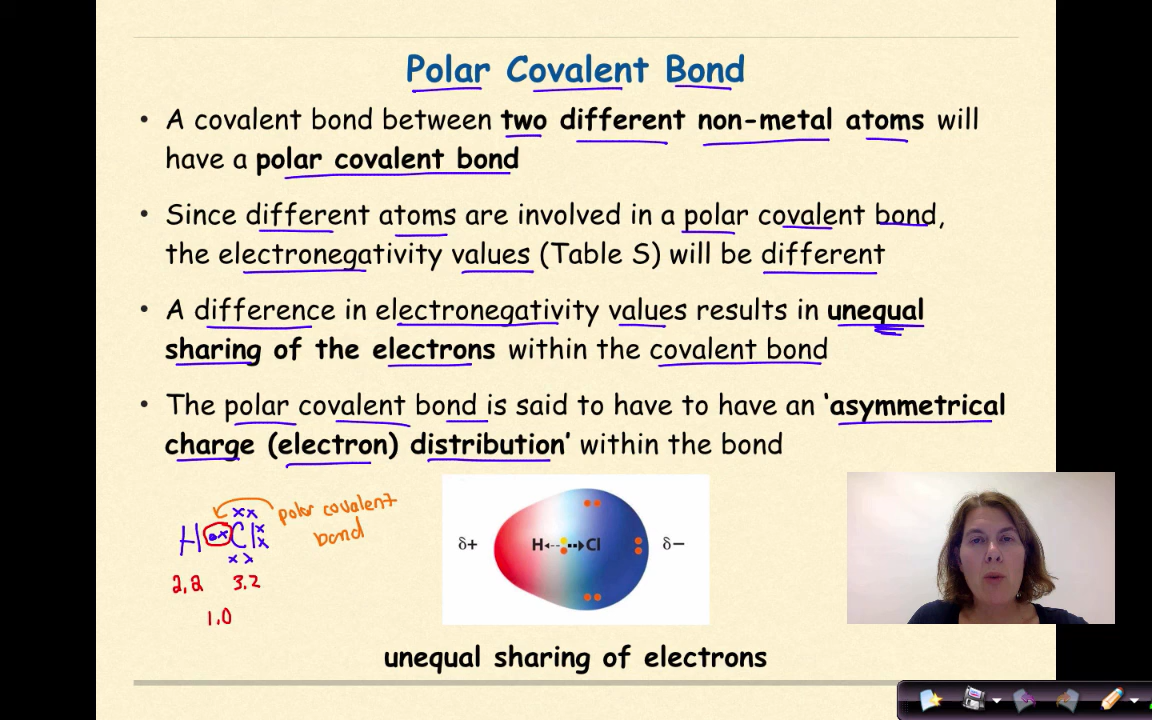 Polar Covalent Bond
• A covalent bond between two different non-metal atoms will
have a polar covalent bond
• Since different atoms are involved in a polar covalent bond,
the electronegativity values (Table S) will be different
• A difference in electronegativity values results in unequal
sharing of the electrons within the covalent bond
• The polar covalent bond is said to have to have an ‘asymmetrical
charge (electron) distribution’ within the bond
H •x Cl xx xx xx
polar covalent
bond
2.2 3.2
1.0
δ+ H Cl δ−
unequal sharing of electrons